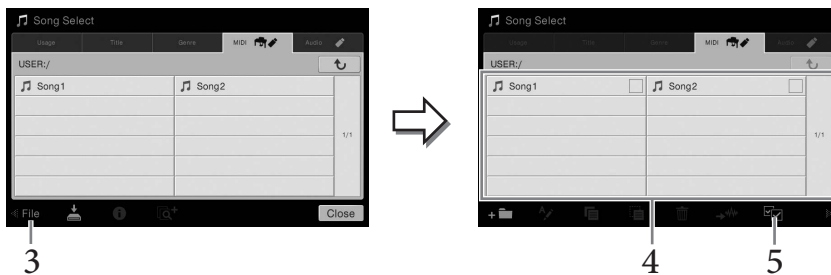 Song Select
Usage Title Genre MIDI Audio
USER:/
Song1 Song2
1/1
File Close
3
Song Select
Usage Title Genre MIDI Audio
USER:/
Song1 Song2
1/1
4 5